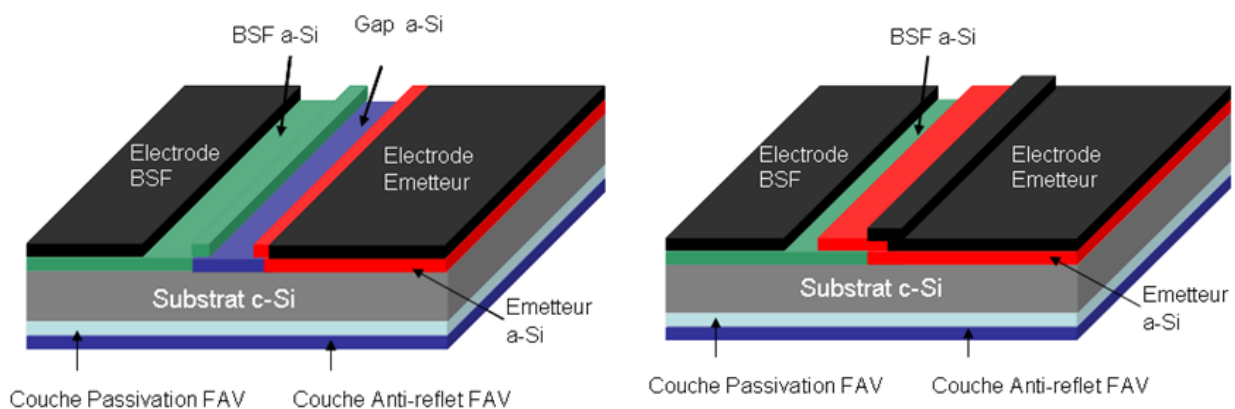 BSF a-Si
Gap a-Si
Electrode
BSF
Electrode
Emetteur
Substrat c-Si
Emetteur
a-Si
Couche Passivation FAV
Couche Anti-reflet FAV
BSF a-Si
Electrode
BSF
Electrode
Emetteur
Substrat c-Si
Emetteur
a-Si
Couche Passivation FAV
Couche Anti-reflet FAV